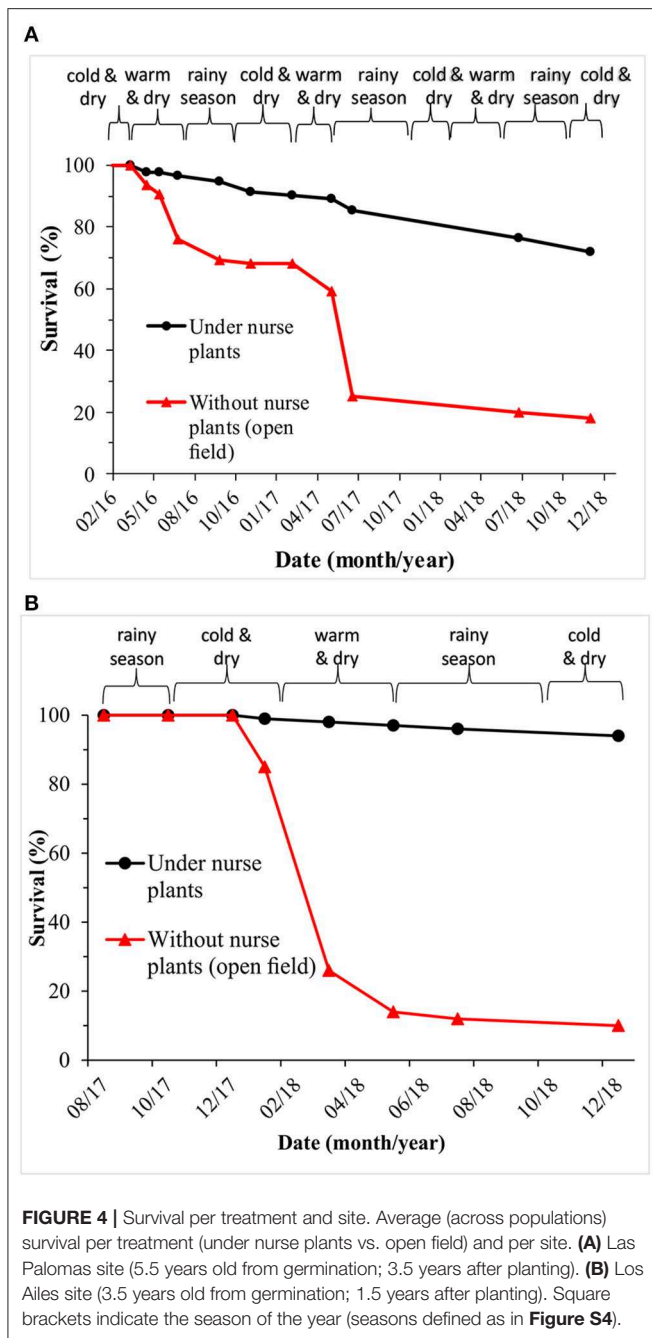 A
cold & warm rainy cold & warm rainy cold & warm rainy cold &
dry & dry season dry & dry season dry & dry season dry
100
80
60
40
20
0
Survival (%)
Under nurse
plants
Without nurse
plants (open
field)
02/16 05/16 08/16 10/16 01/17 04/17 07/17 10/17 01/18 04/18 07/18 10/18 12/18
Date (month/year)
B
rainy cold & warm rainy cold
season dry & dry season & dry
100
80
60
40
20
0
Survival (%)
Under nurse
plants
Without nurse
plants (open field)
08/17 10/17 12/17 02/18 04/18 06/18 08/18 10/18 12/18
Date (month/year)
FIGURE 4 | Survival per treatment and site. Average (across populations)
survival per treatment (under nurse plants vs. open field) and per site. (A) Las
Palomas site (5.5 years old from germination; 3.5 years after planting). (B) Los
Ailes site (3.5 years old from germination; 1.5 years after planting). Square
brackets indicate the season of the year (seasons defined as in Figure S4).